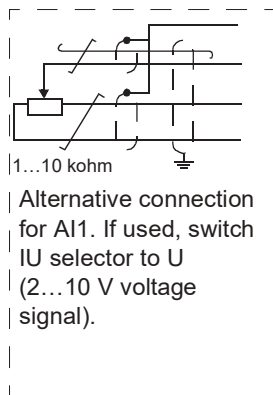 1…10 kohm
Alternative connection
for AI1. If used, switch
IU selector to U
(2…10 V voltage
signal).